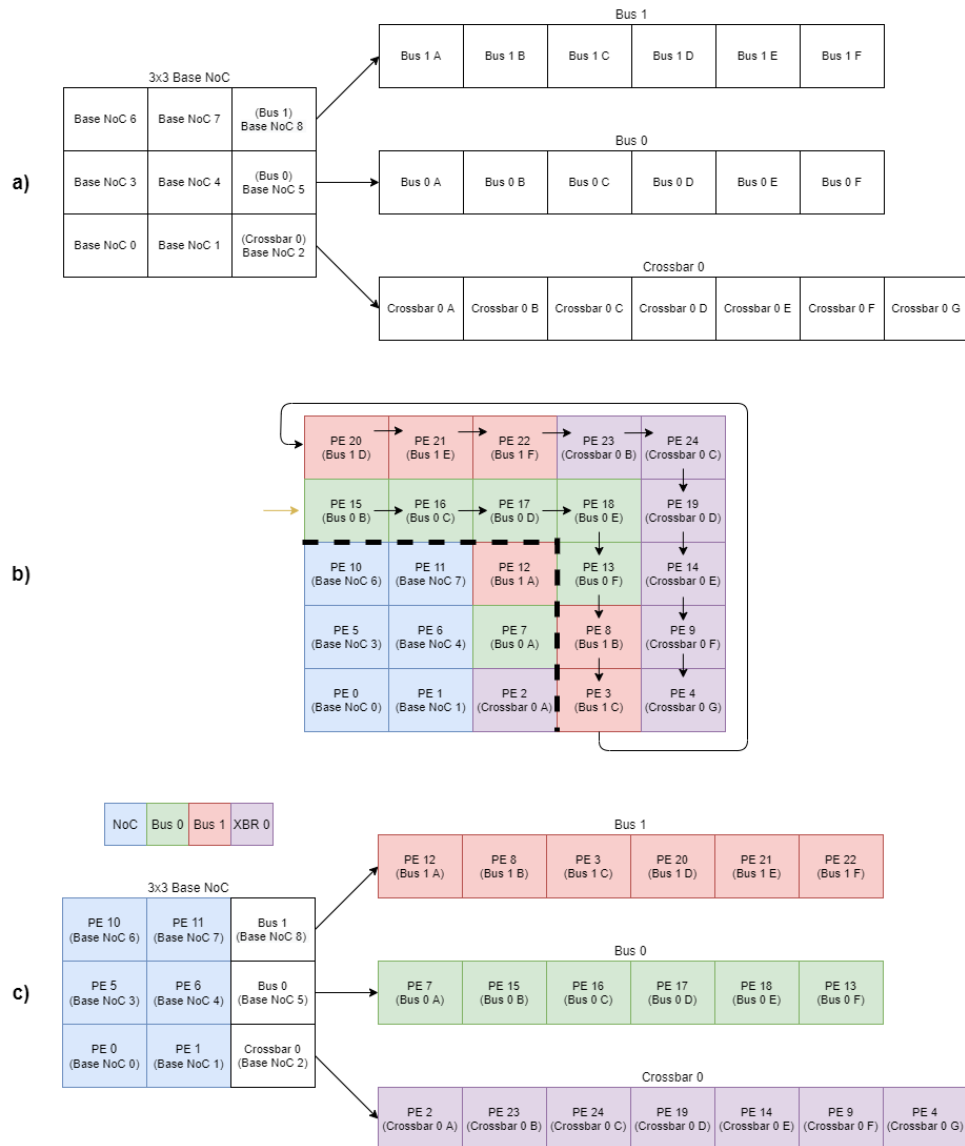 Bus 1
Bus 1 A Bus 1 B Bus 1 C Bus 1 D Bus 1 E Bus 1 F
3x3 Base NoC
Base NoC 6 Base NoC 7 (Bus 1)
Base NoC 8
Bus 0
a) Base NoC 3 Base NoC 4 (Bus 0)
Base NoC 5
Bus 0 A Bus 0 B Bus 0 C Bus 0 D Bus 0 E Bus 0 F
Base NoC 0 Base NoC 1 (Crossbar 0)
Base NoC 2
Crossbar 0
Crossbar 0 A Crossbar 0 B Crossbar 0 C Crossbar 0 D Crossbar 0 E Crossbar 0 F Crossbar 0 G
b)
PE 20 PE 21 PE 22 PE 23 PE 24
(Bus 1 D) (Bus 1 E) (Bus 1 F) (Crossbar 0 B) (Crossbar 0 C)
PE 15 PE 16 PE 17 PE 18 PE 19
(Bus 0 B) (Bus 0 C) (Bus 0 D) (Bus 0 E) (Crossbar 0 D)
PE 10 PE 11 PE 12 PE 13 PE 14
(Base NoC 6) (Base NoC 7) (Bus 1 A) (Bus 0 F) (Crossbar 0 E)
PE 5 PE 6 PE 7 PE 8 PE 9
(Base NoC 3) (Base NoC 4) (Bus 0 A) (Bus 1 B) (Crossbar 0 F)
PE 0 PE 1 PE 2 PE 3 PE 4
(Base NoC 0) (Base NoC 1) (Crossbar 0 A) (Bus 1 C) (Crossbar 0 G)
NoC Bus 0 Bus 1 XBR 0
Bus 1
PE 12 PE 8 PE 3 PE 20 PE 21 PE 22
(Bus 1 A) (Bus 1 B) (Bus 1 C) (Bus 1 D) (Bus 1 E) (Bus 1 F)
3x3 Base NoC
PE 10 PE 11 Bus 1
(Base NoC 6) (Base NoC 7) (Base NoC 8)
Bus 0
c)
PE 5 PE 6 Bus 0
(Base NoC 3) (Base NoC 4) (Base NoC 5)
PE 7 PE 15 PE 16 PE 17 PE 18 PE 13
(Bus 0 A) (Bus 0 B) (Bus 0 C) (Bus 0 D) (Bus 0 E) (Bus 0 F)
PE 0 PE 1 Crossbar 0
(Base NoC 0) (Base NoC 1) (Base NoC 2)
Crossbar 0
PE 2 PE 23 PE 24 PE 19 PE 14 PE 9 PE 4
(Crossbar 0 A) (Crossbar 0 B) (Crossbar 0 C) (Crossbar 0 D) (Crossbar 0 E) (Crossbar 0 F) (Crossbar 0 G)